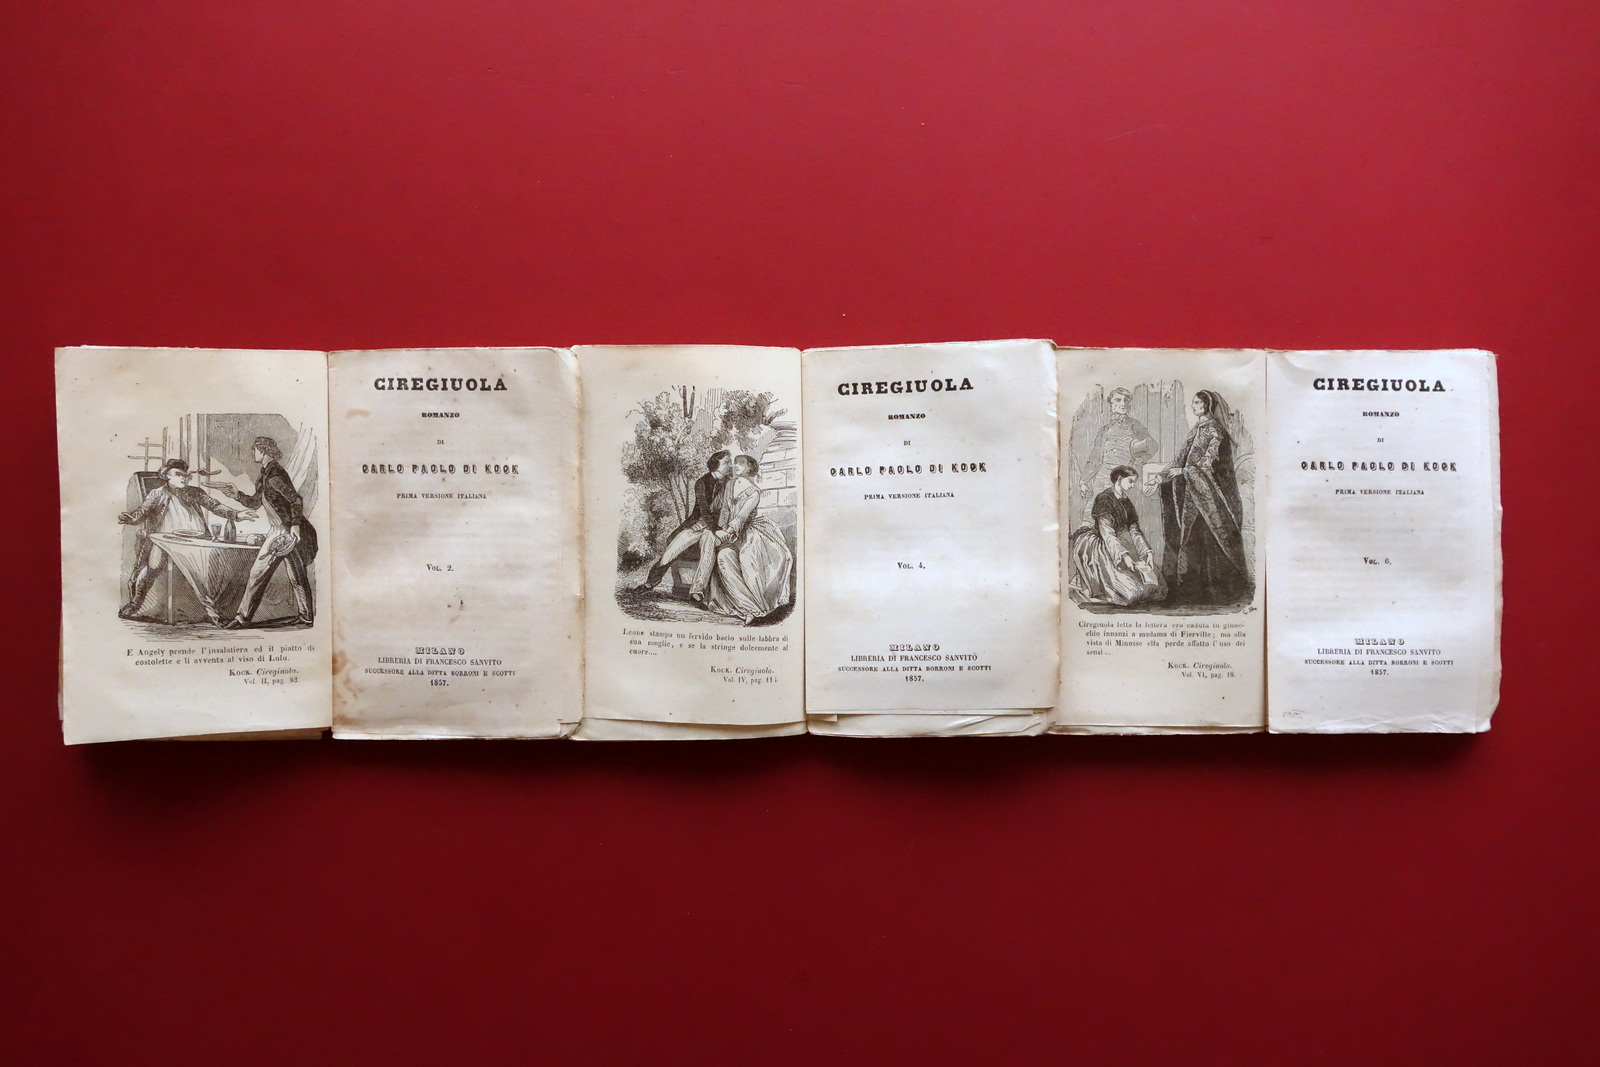 E Angely prende l'insalatiera ed il piatto di
costolette e li avventa al viso di Lulu.
KOCK. Ciregiuola.
Vol. II, pag. 82
CIREGIUOLA
ROMANZO
DI
CARLO PAOLO DI KOCK
PRIMA VERSIONE ITALIANA
VOL. 2.
MILANO
LIBRERIA DI FRANCESCO SANVITO
SUCCESSORE ALLA DITTA BORRONI E SCOTTI
1857.
Leone stampa un fervido bacio sulle labbra di
sua moglie, e se la stringe dolcemente al
cuore....
KOCK. Ciregiuola.
Vol. IV, pag.
CIREGIUOLA
ROMANZO
DI
CARLO PAOLO DI KOCK
PRIMA VERSIONE ITALIANA
VOL. 4.
MILANO
LIBRERIA DI FRANCESCO SANVITO
SUCCESSORE ALLA DITTA BORRONI E SCOTTI
1857.
Ciregiuola letta la lettera era caduta in ginoc-
chio innanzi a madama di Fierville; ma alla
vista di Minoise ella perde affatto l'uso dei
sensi...
KOCK. Ciregiuola.
Vol. VI, pag. 18.
CIREGIUOLA
ROMANZO
DI
CARLO PAOLO DI KOCK
PRIMA VERSIONE ITALIANA
VOL. 6.
MILANO
LIBRERIA DI FRANCESCO SANVITO
SUCCESSORE ALLA DITTA BORRONI E SCOTTI
1857.